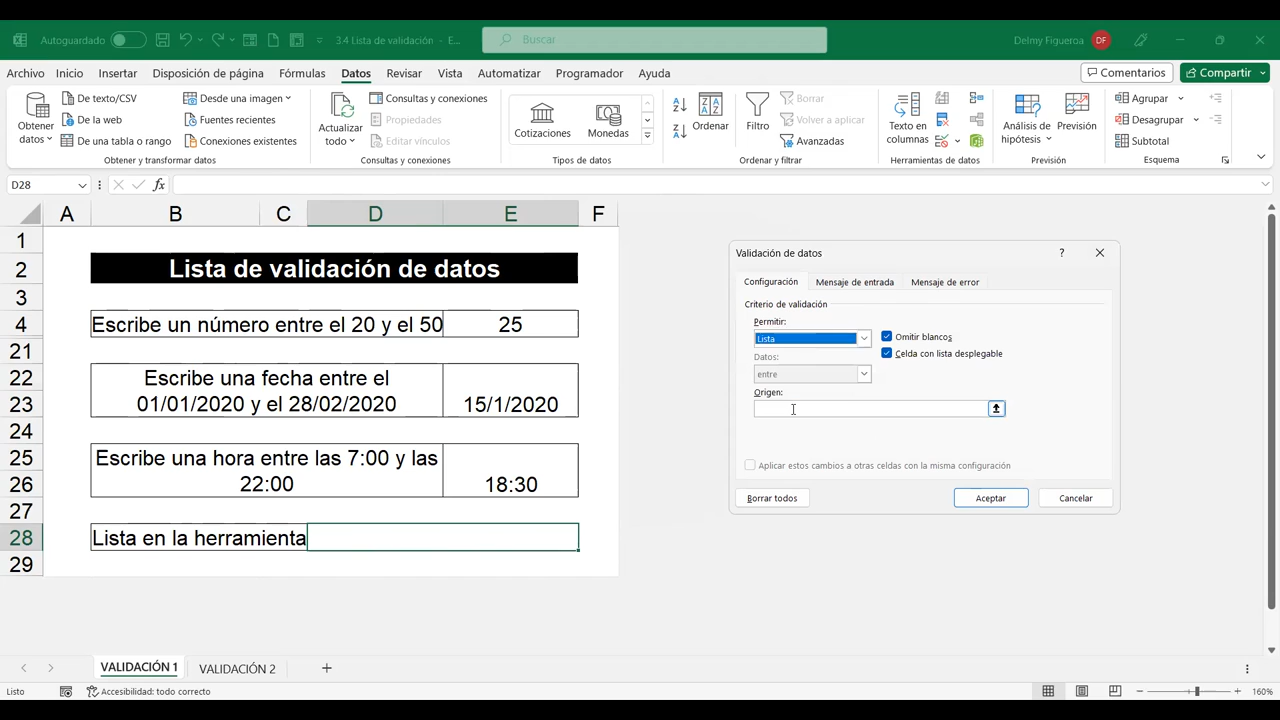 Autoguardado
3.4 Lista de validación - E...
Buscar
Delmy Figueroa
DF
Archivo
Inicio
Insertar
Disposición de página
Fórmulas
Datos
Revisar
Vista
Automatizar
Programador
Ayuda
Comentarios
Compartir
Obtener datos
De texto/CSV
De la web
De una tabla o rango
Desde una imagen
Fuentes recientes
Conexiones existentes
Obtener y transformar datos
Actualizar todo
Consultas y conexiones
Propiedades
Editar vínculos
Consultas y conexiones
Cotizaciones
Monedas
Tipos de datos
Ordenar
Filtro
Borrar
Volver a aplicar
Avanzadas
Ordenar y filtrar
Texto en columnas
Herramientas de datos
Análisis de hipótesis
Previsión
Previsión
Agrupar
Desagrupar
Subtotal
Esquema
D28
fx
A B C D E F
1
2 Lista de validación de datos
3
4 Escribe un número entre el 20 y el 50 25
21
22 Escribe una fecha entre el
23 01/01/2020 y el 28/02/2020 15/1/2020
24
25 Escribe una hora entre las 7:00 y las
26 22:00 18:30
27
28 Lista en la herramienta
29
Validación de datos
?
Configuración
Mensaje de entrada
Mensaje de error
Criterio de validación
Permitir:
Lista
Omitir blancos
Celda con lista desplegable
Datos:
entre
Origen:
Aplicar estos cambios a otras celdas con la misma configuración
Borrar todos
Aceptar
Cancelar
VALIDACIÓN 1
VALIDACIÓN 2
Listo
Accesibilidad: todo correcto
160%